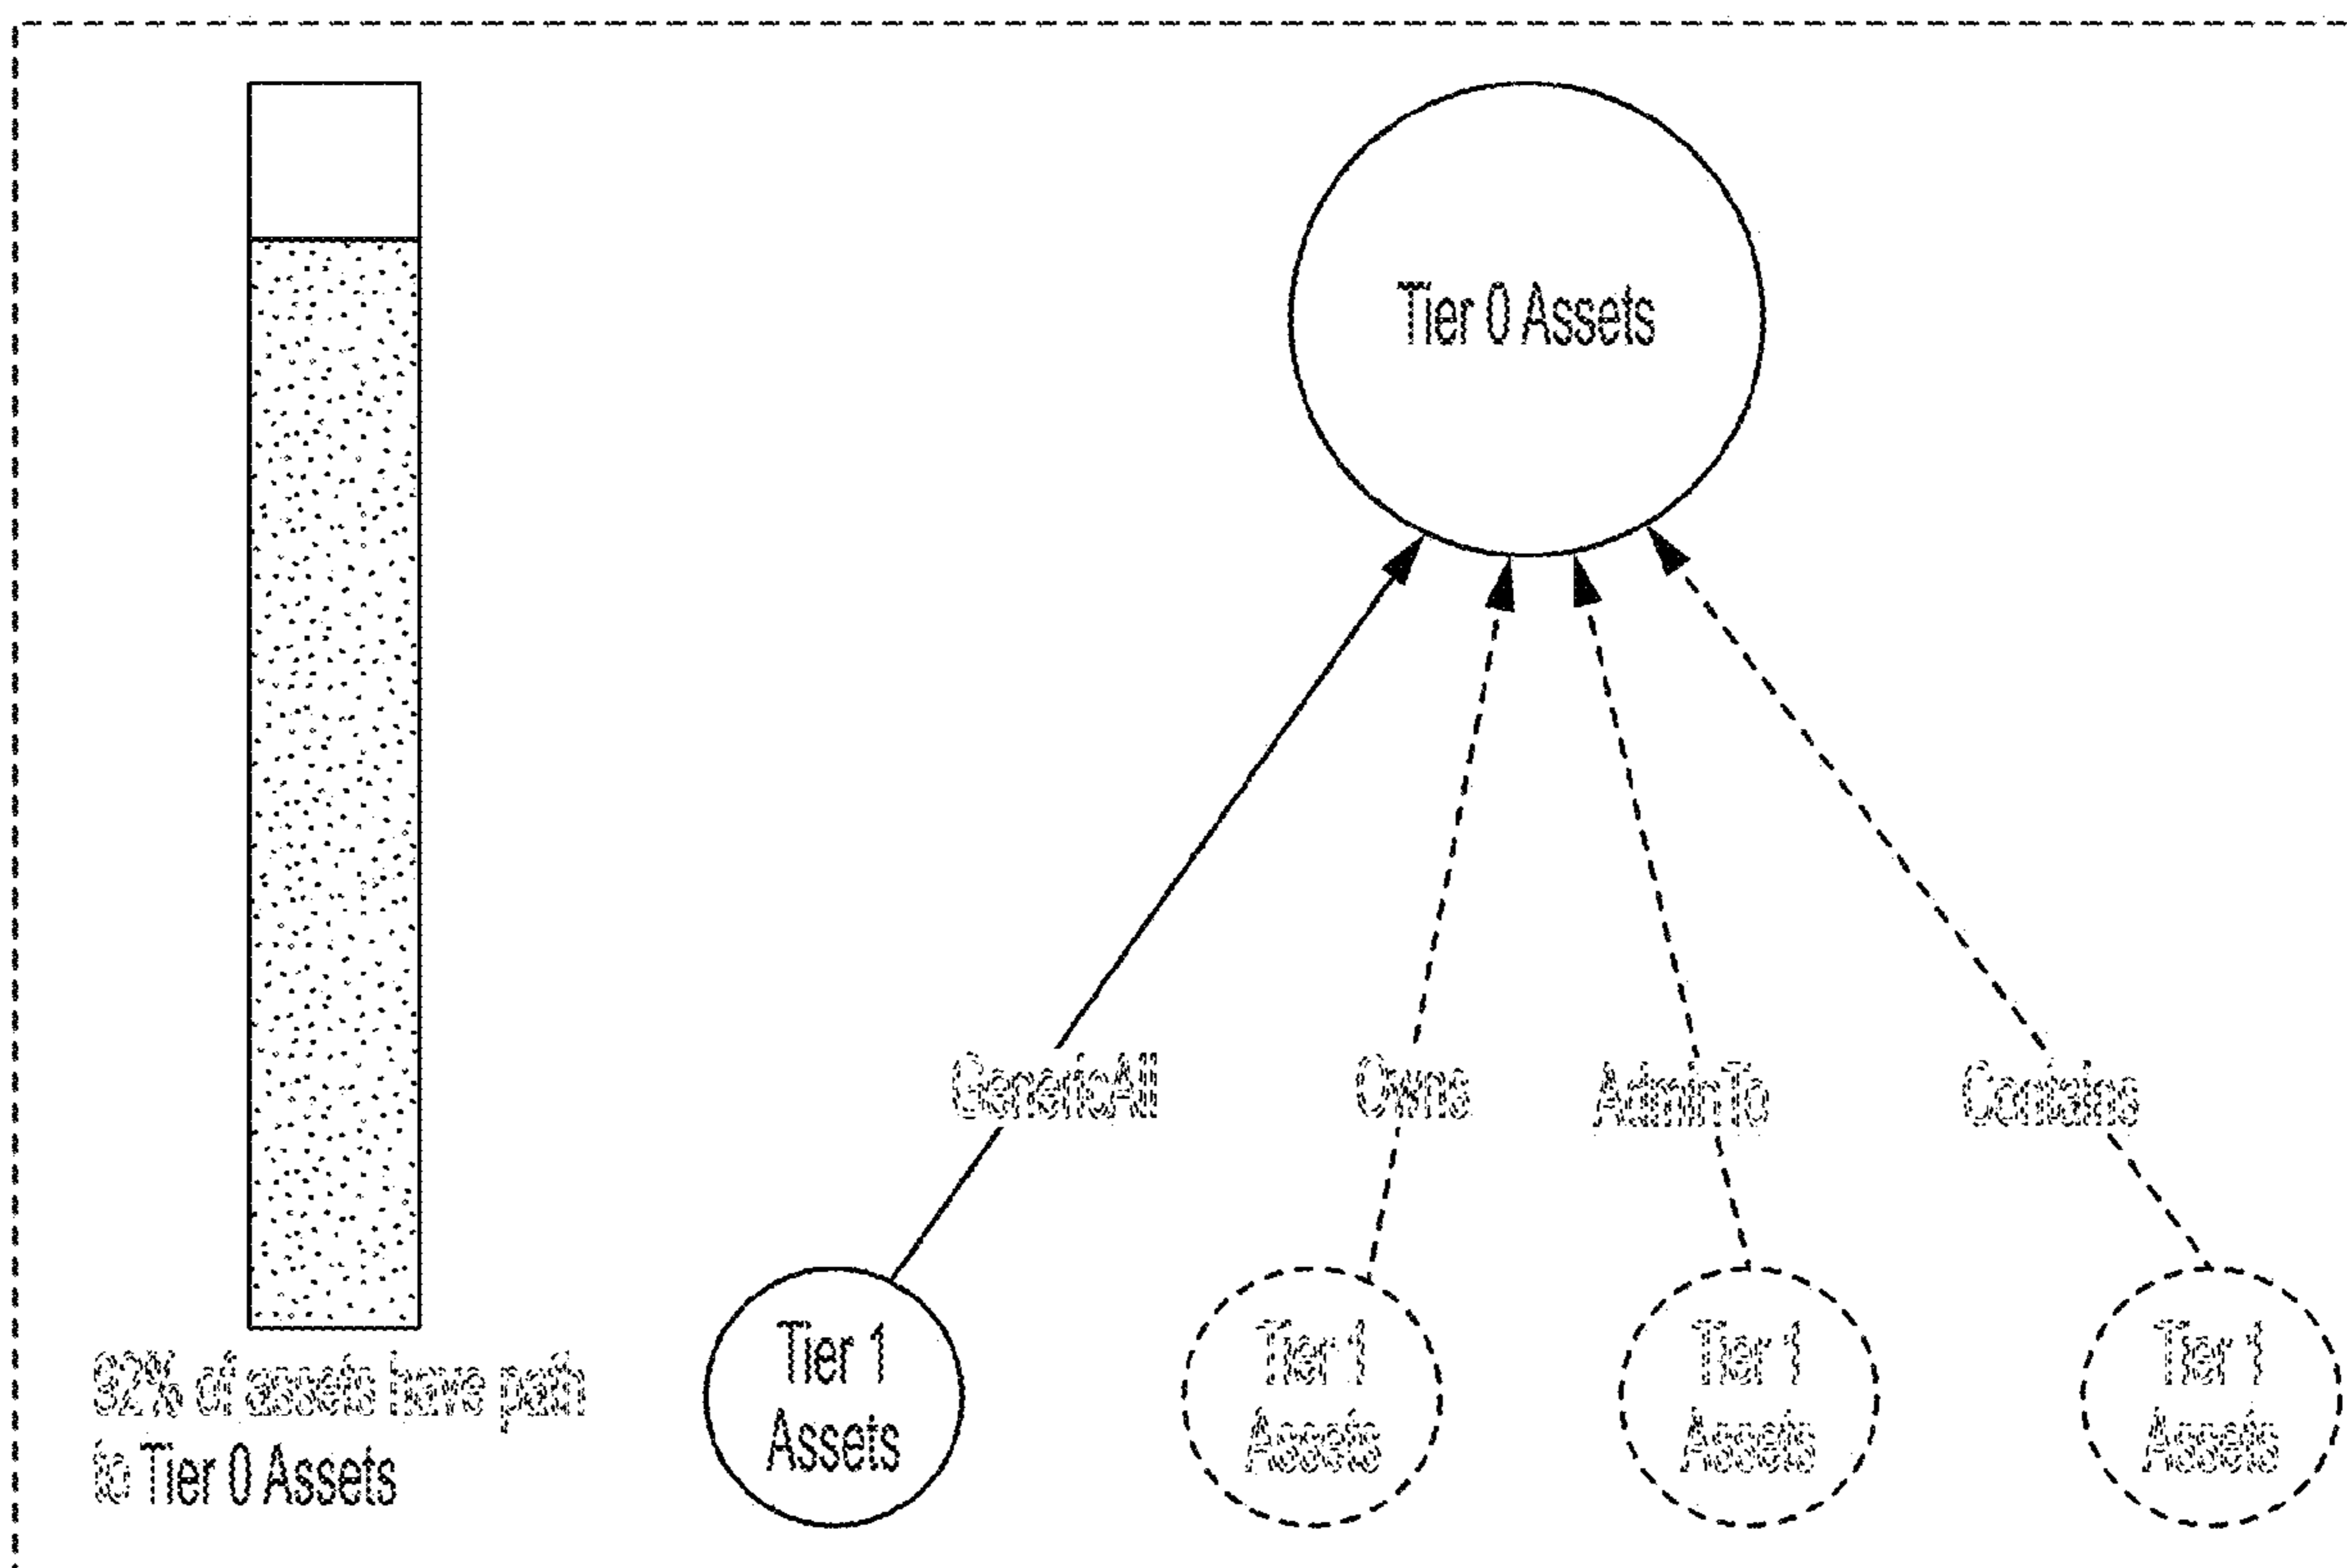 Tier 0 Assets
GenericAll
Owns
AdminTo
Contains
of assets have path
to Tier 0 Assets
Tier 1
Assets
Tier 1
Assets
Tier 1
Assets
Tier 1
Assets